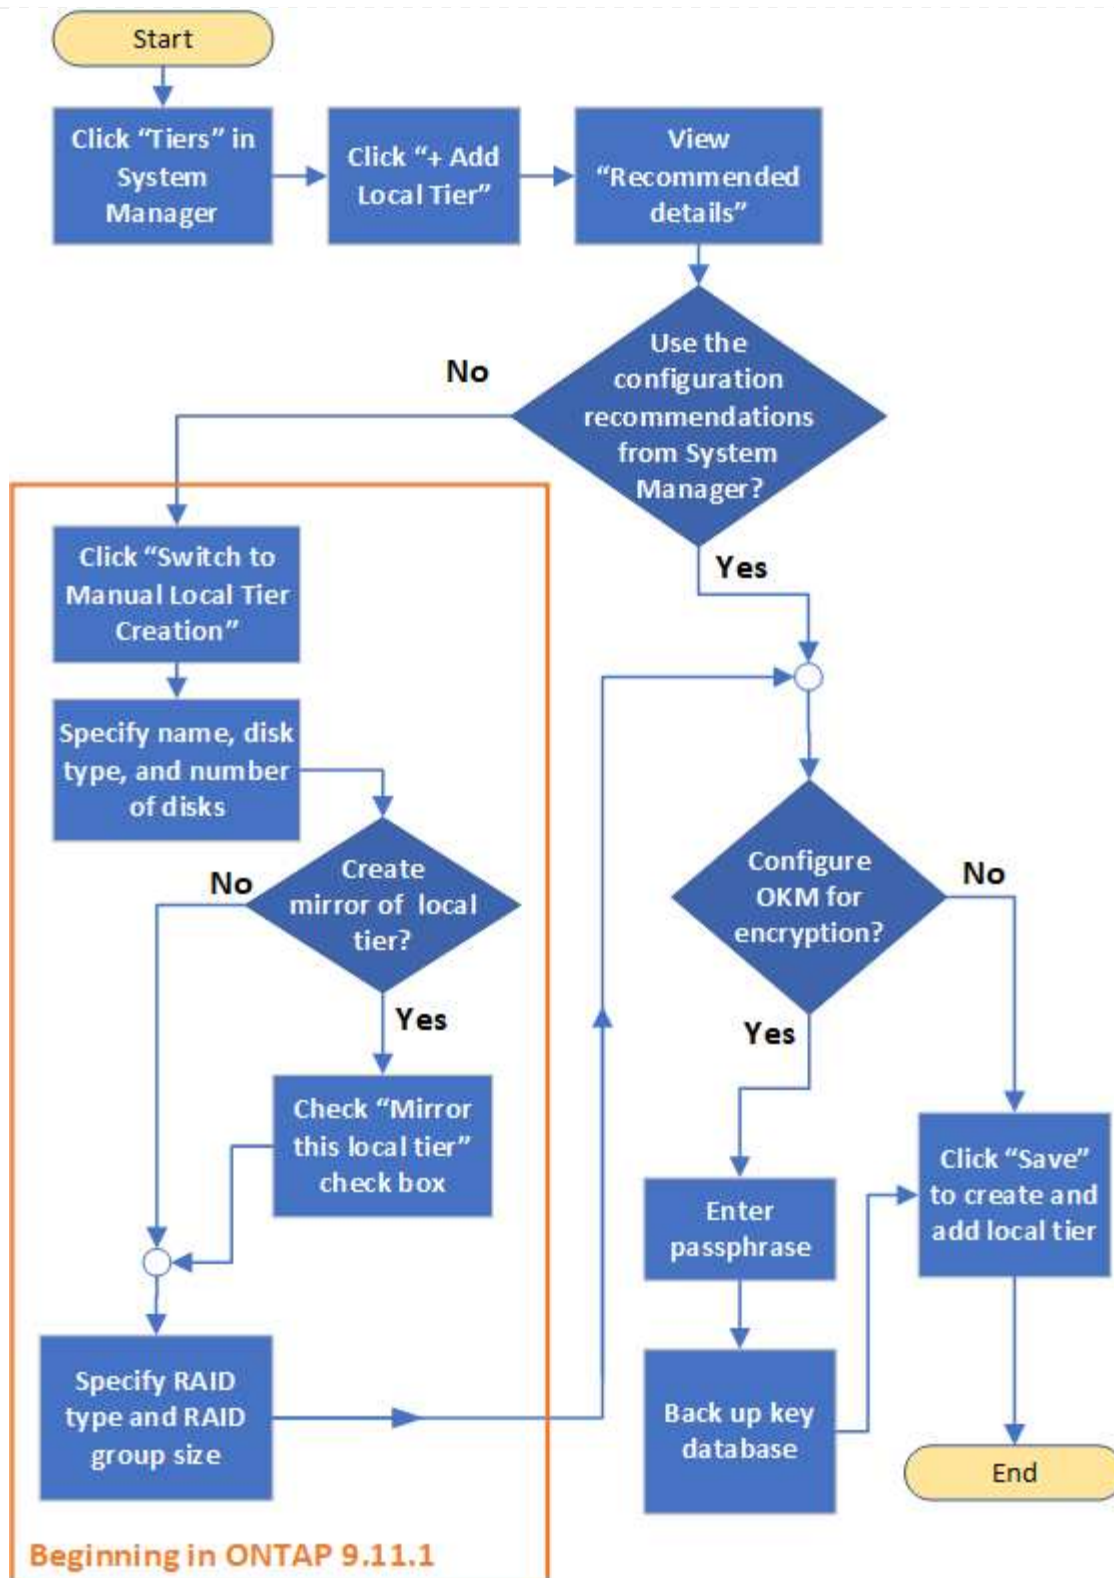 Start
Click “Tiers” in
System
Manager
Click “+ Add
Local Tier”
View
“Recommended
details”
Use the
configuration
recommendations
from System
Manager?
No
Yes
Click “Switch to
Manual Local Tier
Creation”
Specify name, disk
type, and number
of disks
Create
mirror of local
tier?
No
Yes
Check “Mirror
this local tier”
check box
Specify RAID
type and RAID
group size
Beginning in ONTAP 9.11.1
Configure
OKM for
encryption?
No
Yes
Enter
passphrase
Back up key
database
Click “Save”
to create and
add local tier
End